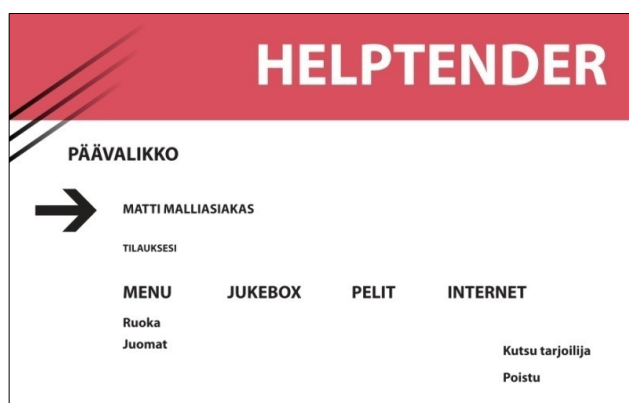 HELPTENDER
PÄÄVALIKKO
MATTI MALLIASIAKAS
TILAUKSESI
MENU JUKEBOX PELIT INTERNET
Ruoka
Juomat
Kutsu tarjoilija
Poistu